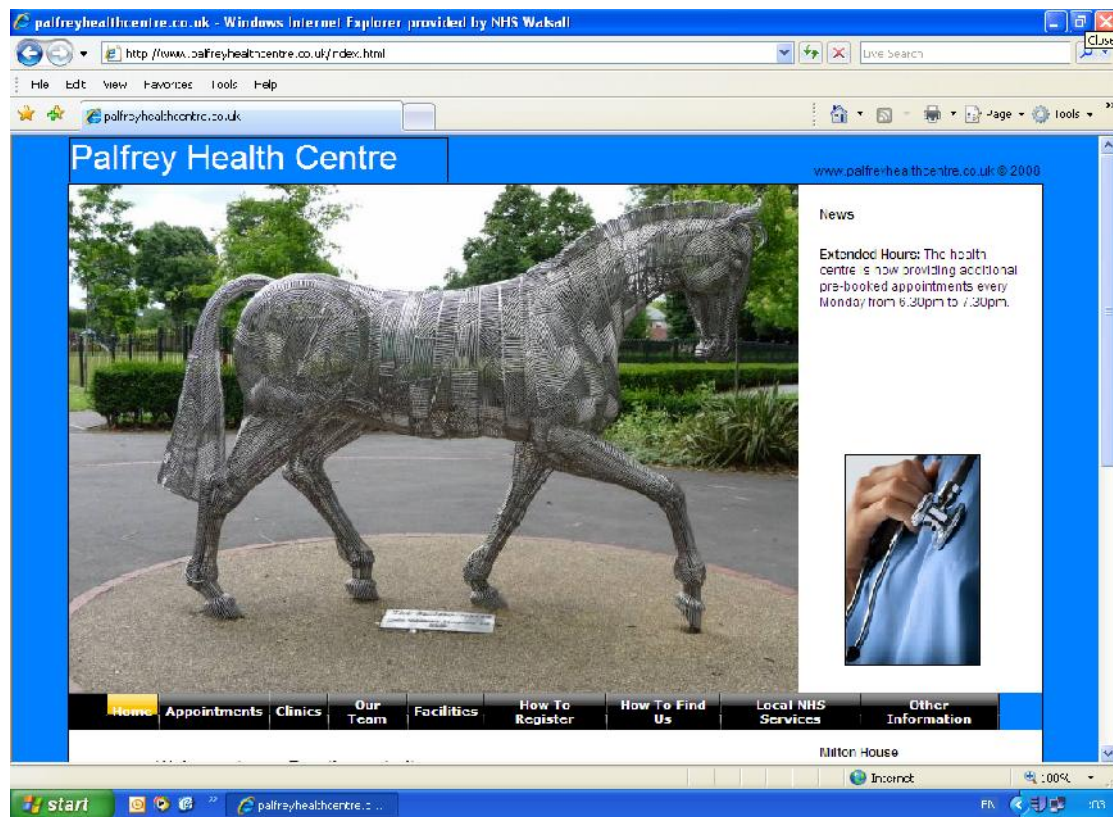 palfreyhealthcentre.co.uk - Windows Internet Explorer provided by NHS Walsall
Close
http://www.palfreyhealthcentre.co.uk/index.html
Live Search
File Edit View Favorites Tools Help
palfreyhealthcentre.co.uk
Page Tools
Palfrey Health Centre
www.palfreyhealthcentre.co.uk © 2008
News
Extended Hours: The health
centre is now providing additional
pre-booked appointments every
Monday from 6.30pm to 7.30pm.
Home Appointments Clinics Our Team Facilities How To Register How To Find Us Local NHS Services Other Information
Milton House
Internet 100%
start palfreyhealthcentre.c... EN